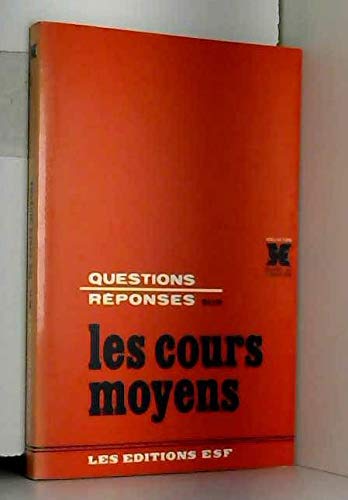 QUESTIONS
RÉPONSES
les cours
moyens
LES EDITIONS ESF